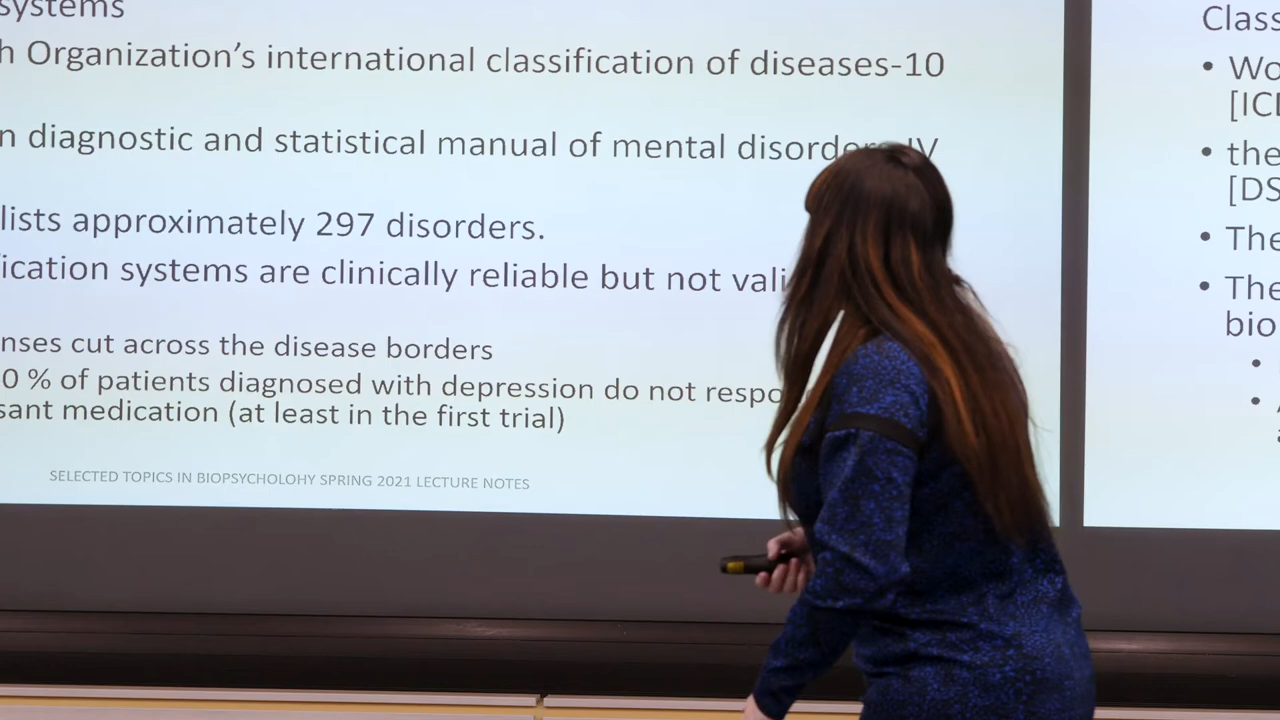 systems
h Organization’s international classification of diseases-10
n diagnostic and statistical manual of mental disorders IV
lists approximately 297 disorders.
ication systems are clinically reliable but not vali
nses cut across the disease borders
0 % of patients diagnosed with depression do not respo
sant medication (at least in the first trial)
SELECTED TOPICS IN BIOPSYCHOLOHY SPRING 2021 LECTURE NOTES
Class
• Wo
[ICD
• the
[DS
• The
• The
bio